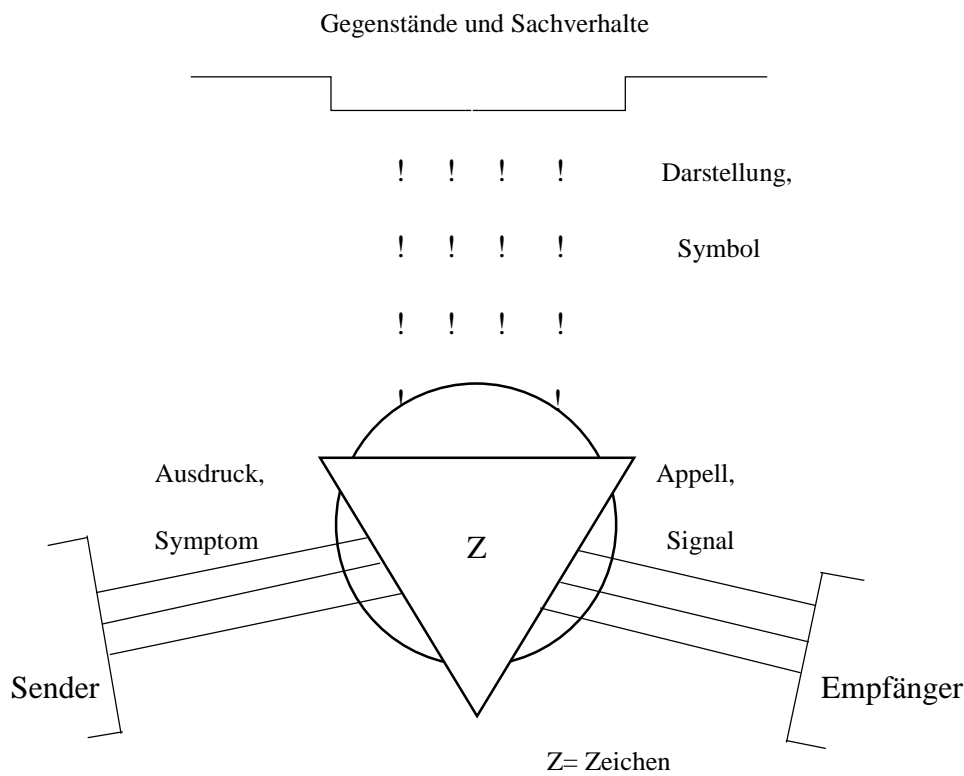 Gegenstände und Sachverhalte
! ! ! ! Darstellung,
! ! ! ! Symbol
! ! ! !
! !
Ausdruck, Appell,
Symptom Z Signal
Sender Empfänger
Z= Zeichen